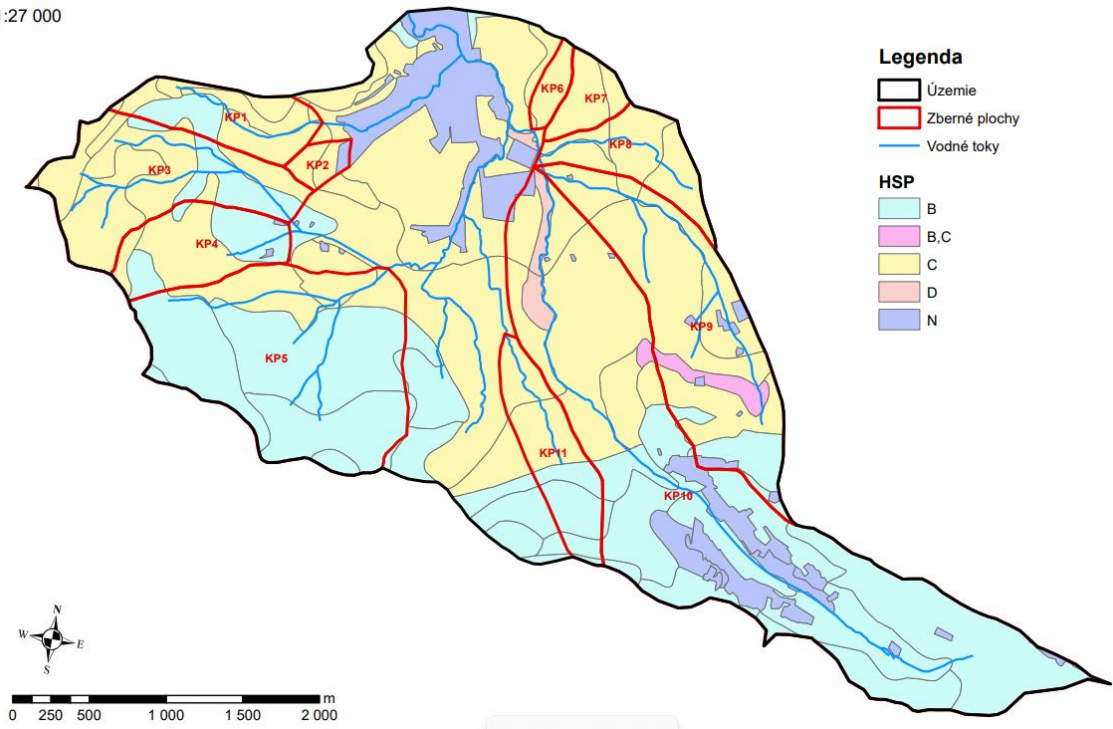 :27 000
Legenda
Územie
Zberné plochy
Vodné toky
HSP
B
B,C
C
D
N
KP1
KP2
KP3
KP4
KP5
KP6
KP7
KP8
KP9
KP10
KP11
N
W E
S
m
0 250 500 1 000 1 500 2 000